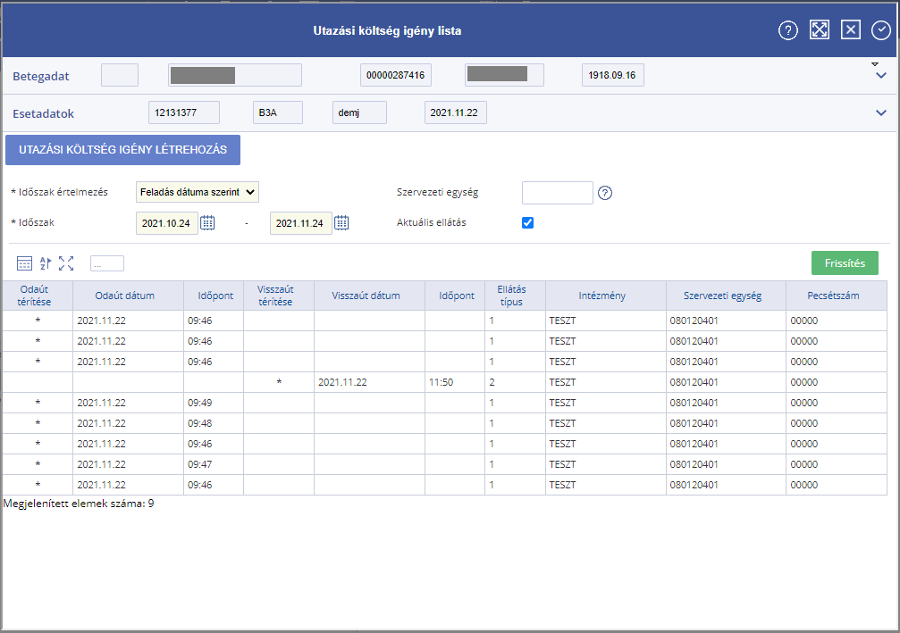 Utazási költség igény lista
Betegadat 00000287416 1918.09.16
Esetadatok 12131377 B3A demj 2021.11.22
UTAZÁSI KÖLTSÉG IGÉNY LÉTREHOZÁS
* Időszak értelmezés Feladás dátuma szerint Szervezeti egység
* Időszak 2021.10.24 - 2021.11.24 Aktuális ellátás
... Frissítés
Odaút térítése Odaút dátum Időpont Visszaút térítése Visszaút dátum Időpont Ellátás típus Intézmény Szervezeti egység Pecsétszám
* 2021.11.22 09:46 1 TESZT 080120401 00000
* 2021.11.22 09:46 1 TESZT 080120401 00000
* 2021.11.22 09:46 1 TESZT 080120401 00000
* 2021.11.22 11:50 2 TESZT 080120401 00000
* 2021.11.22 09:49 1 TESZT 080120401 00000
* 2021.11.22 09:48 1 TESZT 080120401 00000
* 2021.11.22 09:46 1 TESZT 080120401 00000
* 2021.11.22 09:47 1 TESZT 080120401 00000
* 2021.11.22 09:46 1 TESZT 080120401 00000
Megjelenített elemek száma: 9